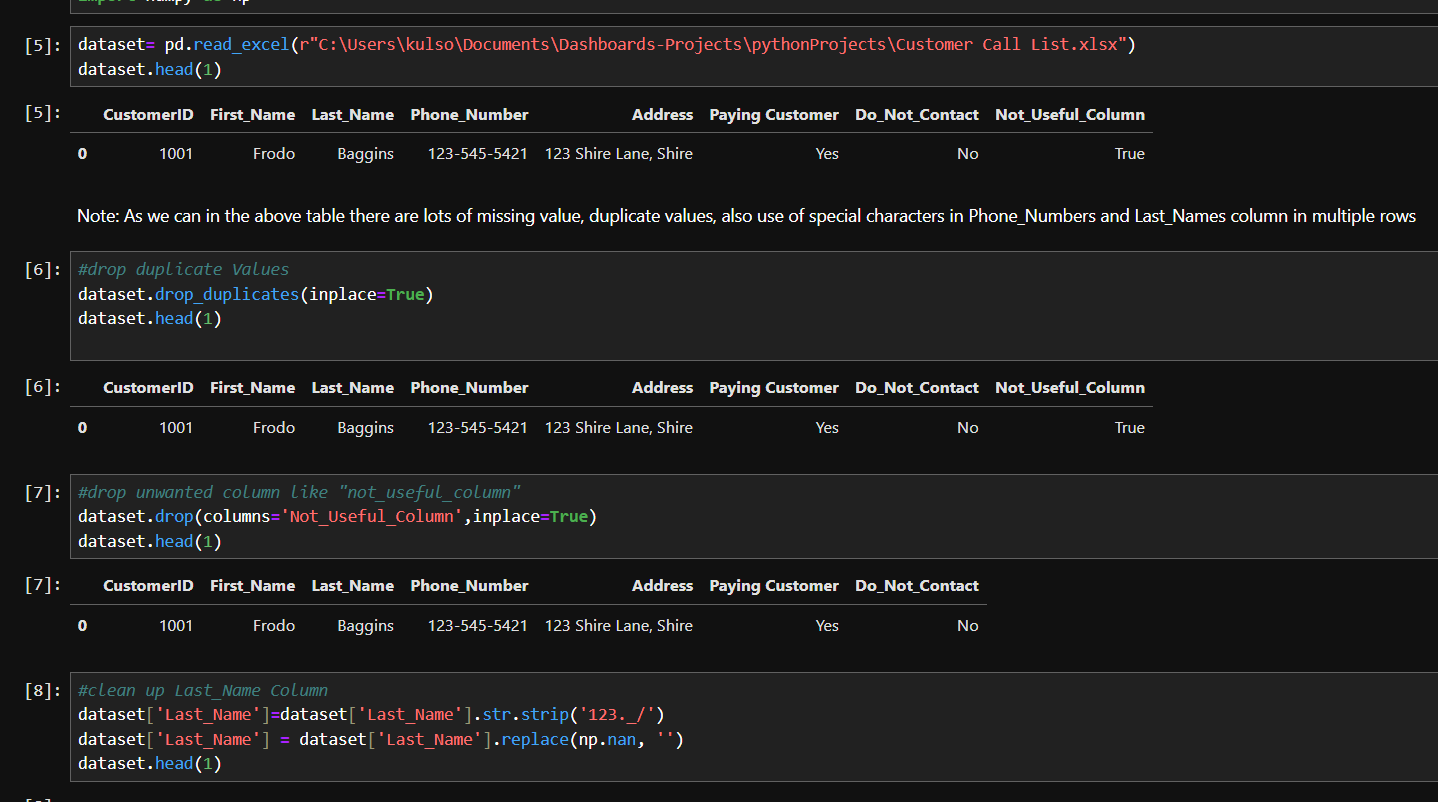 import numpy as np
[5]: dataset= pd.read_excel(r"C:\Users\kulso\Documents\Dashboards-Projects\pythonProjects\Customer Call List.xlsx")
dataset.head(1)
[5]: CustomerID First_Name Last_Name Phone_Number Address Paying Customer Do_Not_Contact Not_Useful_Column
0 1001 Frodo Baggins 123-545-5421 123 Shire Lane, Shire Yes No True
Note: As we can in the above table there are lots of missing value, duplicate values, also use of special characters in Phone_Numbers and Last_Names column in multiple rows
[6]: #drop duplicate Values
dataset.drop_duplicates(inplace=True)
dataset.head(1)
[6]: CustomerID First_Name Last_Name Phone_Number Address Paying Customer Do_Not_Contact Not_Useful_Column
0 1001 Frodo Baggins 123-545-5421 123 Shire Lane, Shire Yes No True
[7]: #drop unwanted column like "not_useful_column"
dataset.drop(columns='Not_Useful_Column',inplace=True)
dataset.head(1)
[7]: CustomerID First_Name Last_Name Phone_Number Address Paying Customer Do_Not_Contact
0 1001 Frodo Baggins 123-545-5421 123 Shire Lane, Shire Yes No
[8]: #clean up Last_Name Column
dataset['Last_Name']=dataset['Last_Name'].str.strip('123._/')
dataset['Last_Name'] = dataset['Last_Name'].replace(np.nan, '')
dataset.head(1)